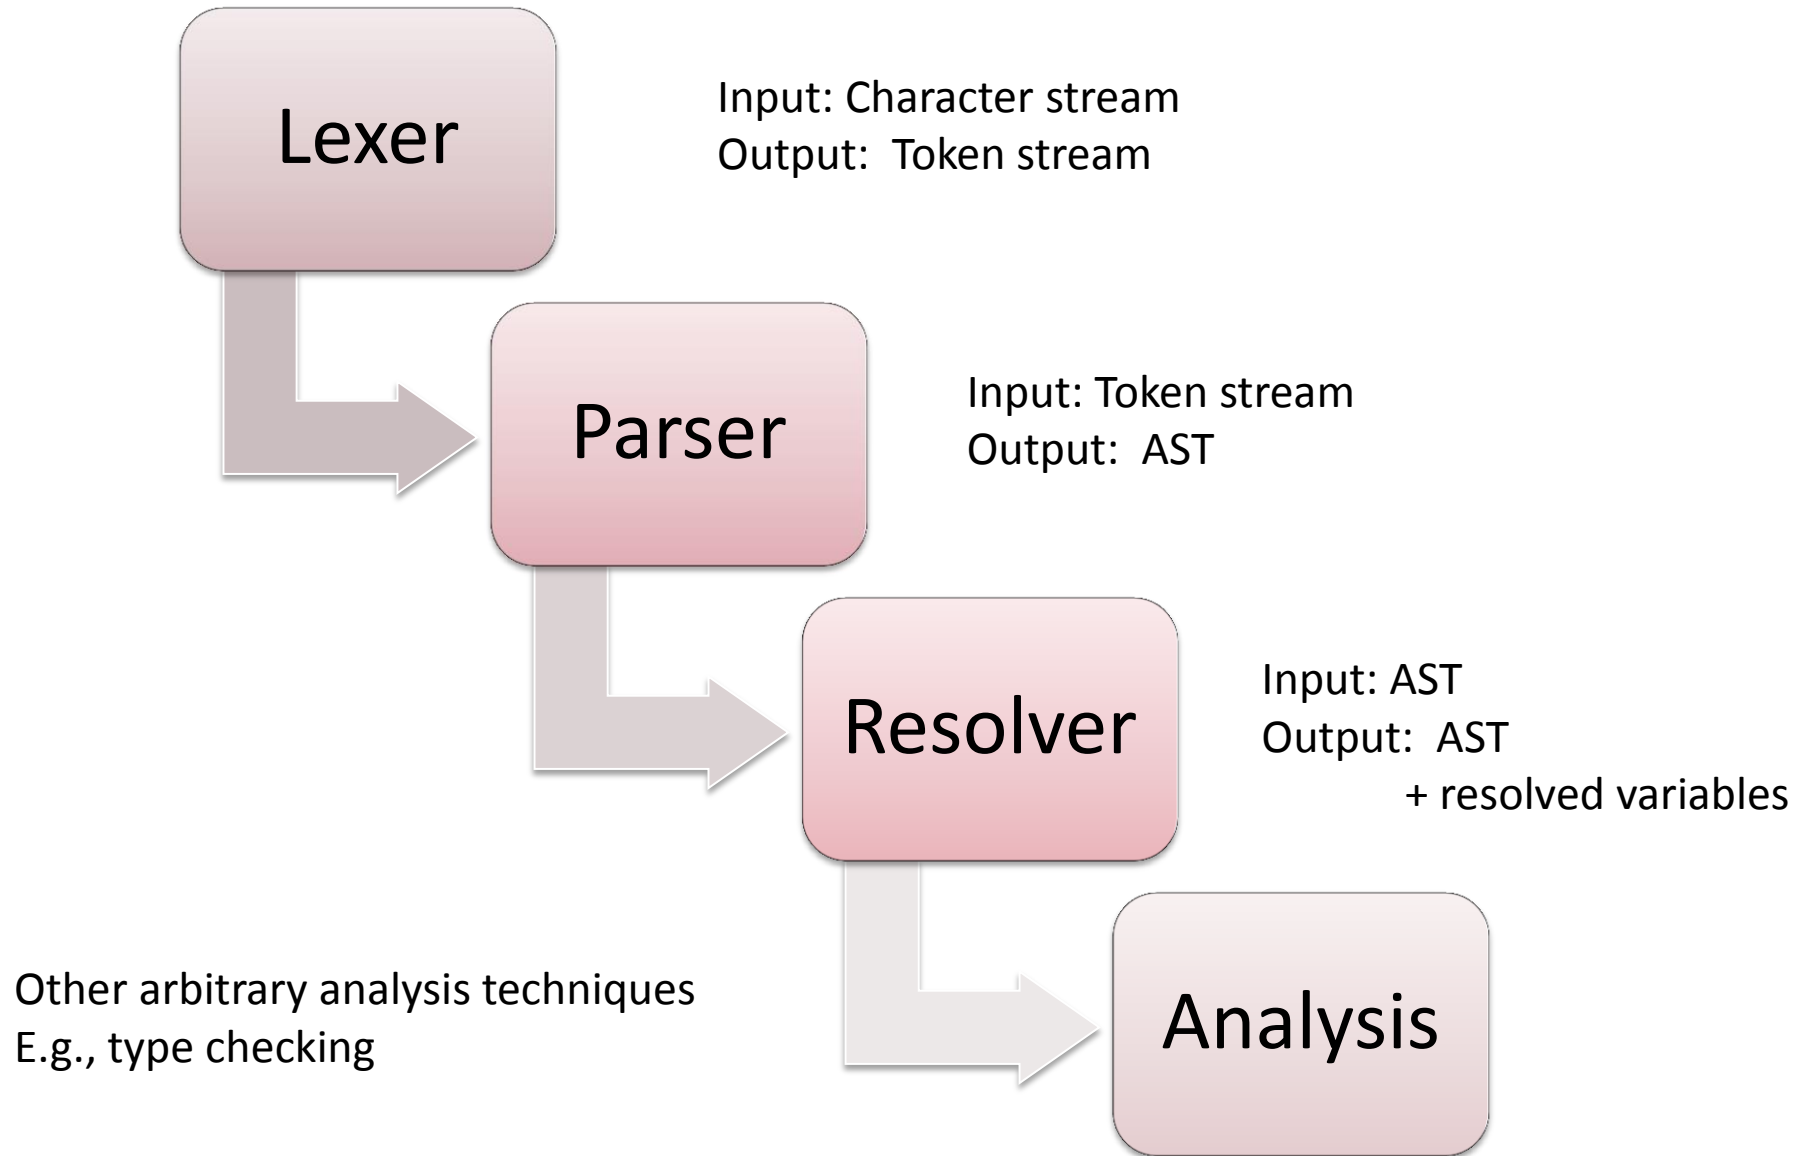 Lexer
Input: Character stream
Output: Token stream
Parser
Input: Token stream
Output: AST
Resolver
Input: AST
Output: AST
+ resolved variables
Other arbitrary analysis techniques
E.g., type checking
Analysis